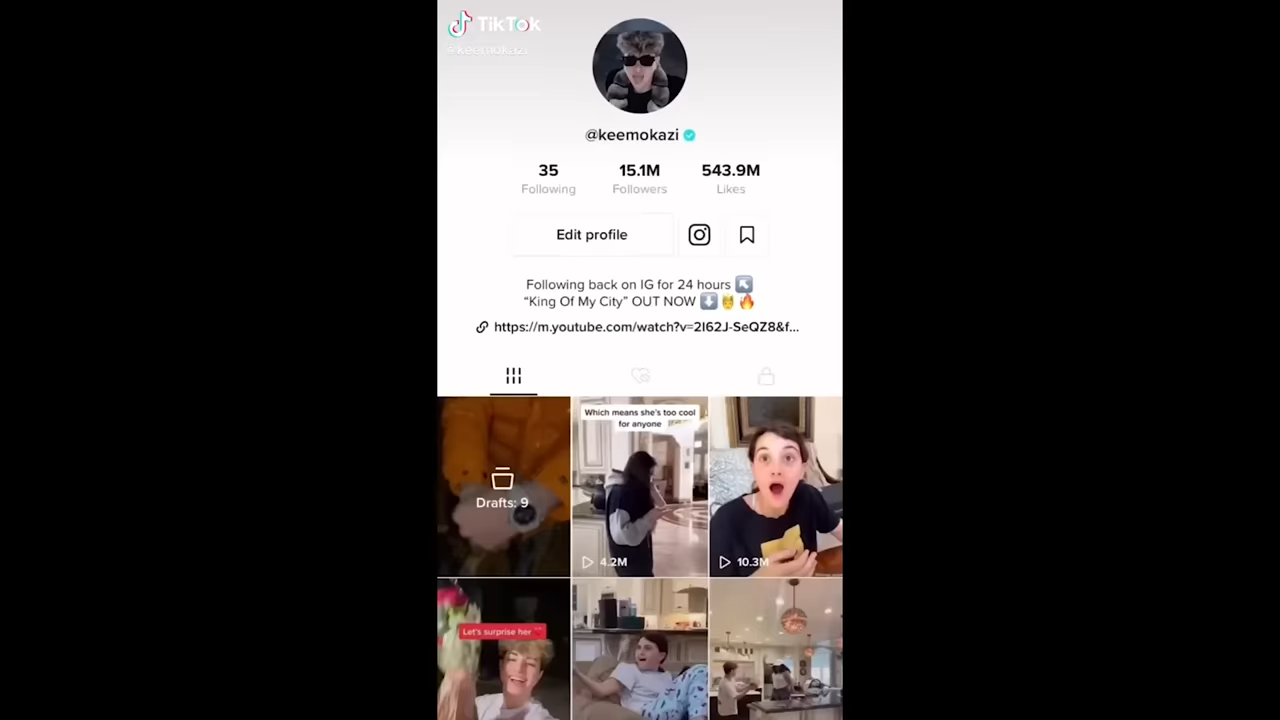 TikTok
@keemokazi
@keemokazi
35 15.1M 543.9M
Following Followers Likes
Edit profile
Following back on IG for 24 hours
“King Of My City” OUT NOW
https://m.youtube.com/watch?v=2I62J-SeQZ8&f...
Which means she's too cool
for anyone
Drafts: 9
4.2M
10.3M
Let's surprise her